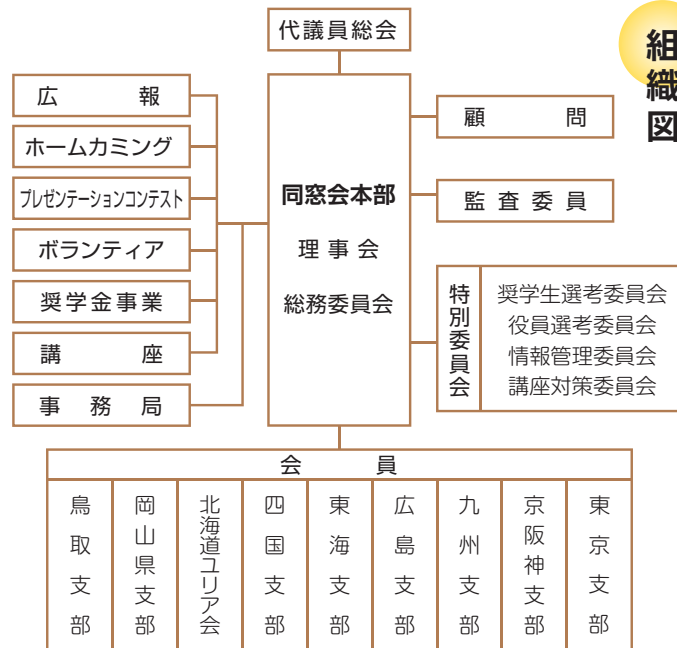 組織図
代議員総会
広報
ホームカミング
プレゼンテーションコンテスト
ボランティア
奨学金事業
講座
事務局
同窓会本部
理事会
総務委員会
顧問
監査委員
特別委員会
奨学生選考委員会
役員選考委員会
情報管理委員会
講座対策委員会
会員
鳥取支部
岡山県支部
北海道ユリア会
四国支部
東海支部
広島支部
九州支部
京阪神支部
東京支部